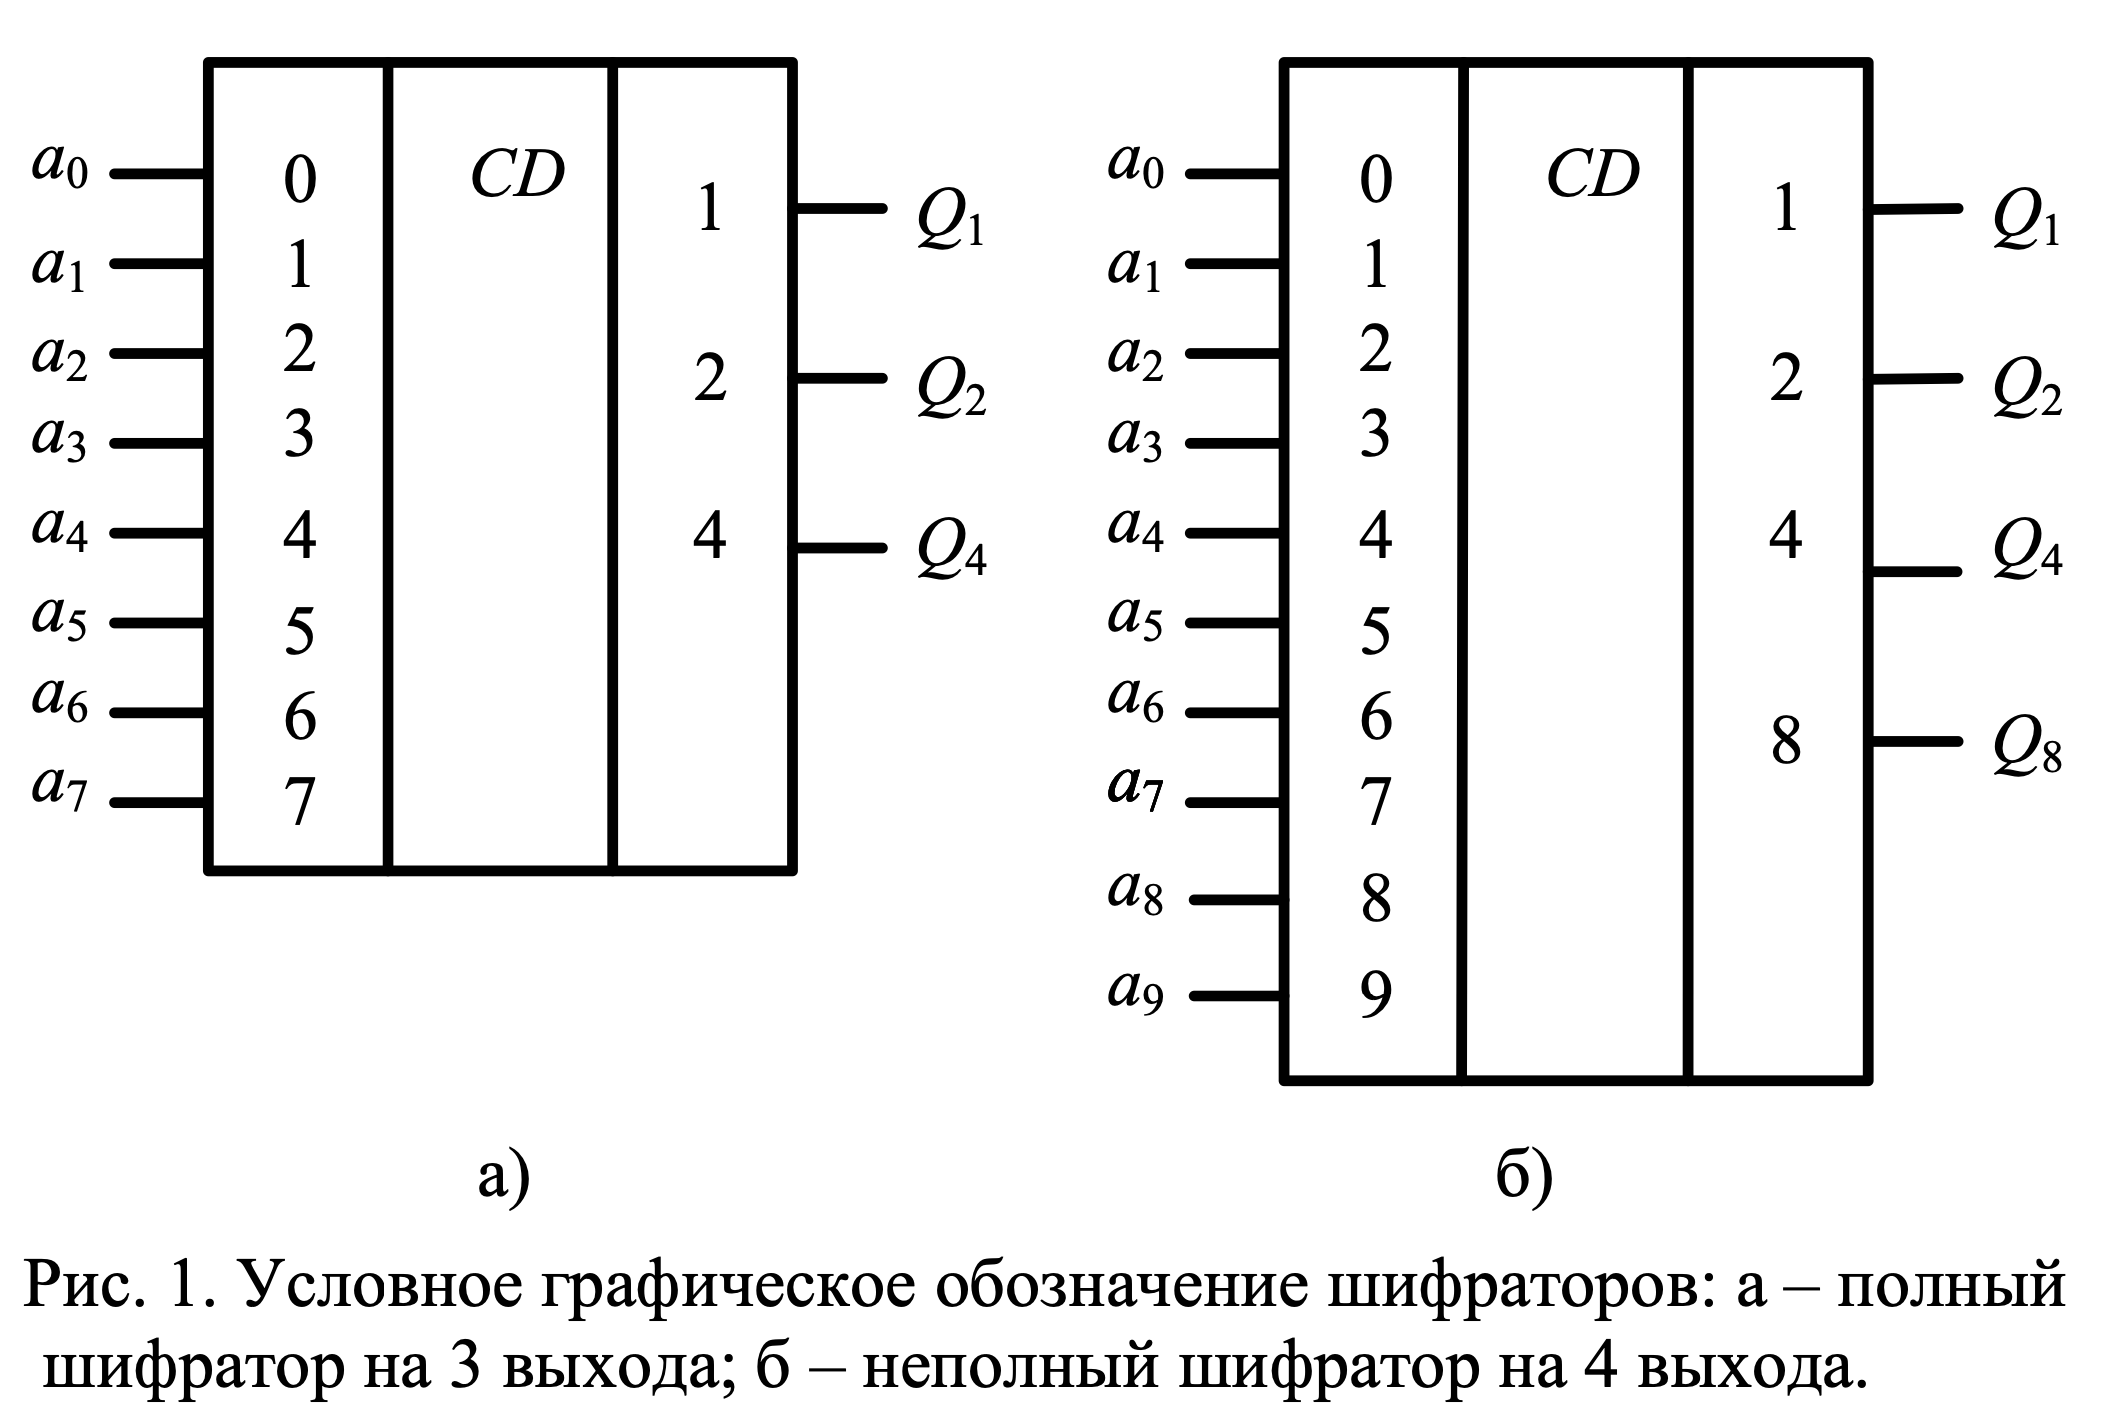 a0 0 CD 1 Q1
a1 1
a2 2 2 Q2
a3 3
a4 4 4 Q4
a5 5
a6 6
a7 7
а)
a0 0 CD 1 Q1
a1 1
a2 2 2 Q2
a3 3
a4 4 4 Q4
a5 5
a6 6 8 Q8
a7 7
a8 8
a9 9
б)
Рис. 1. Условное графическое обозначение шифраторов: а – полный
шифратор на 3 выхода; б – неполный шифратор на 4 выхода.